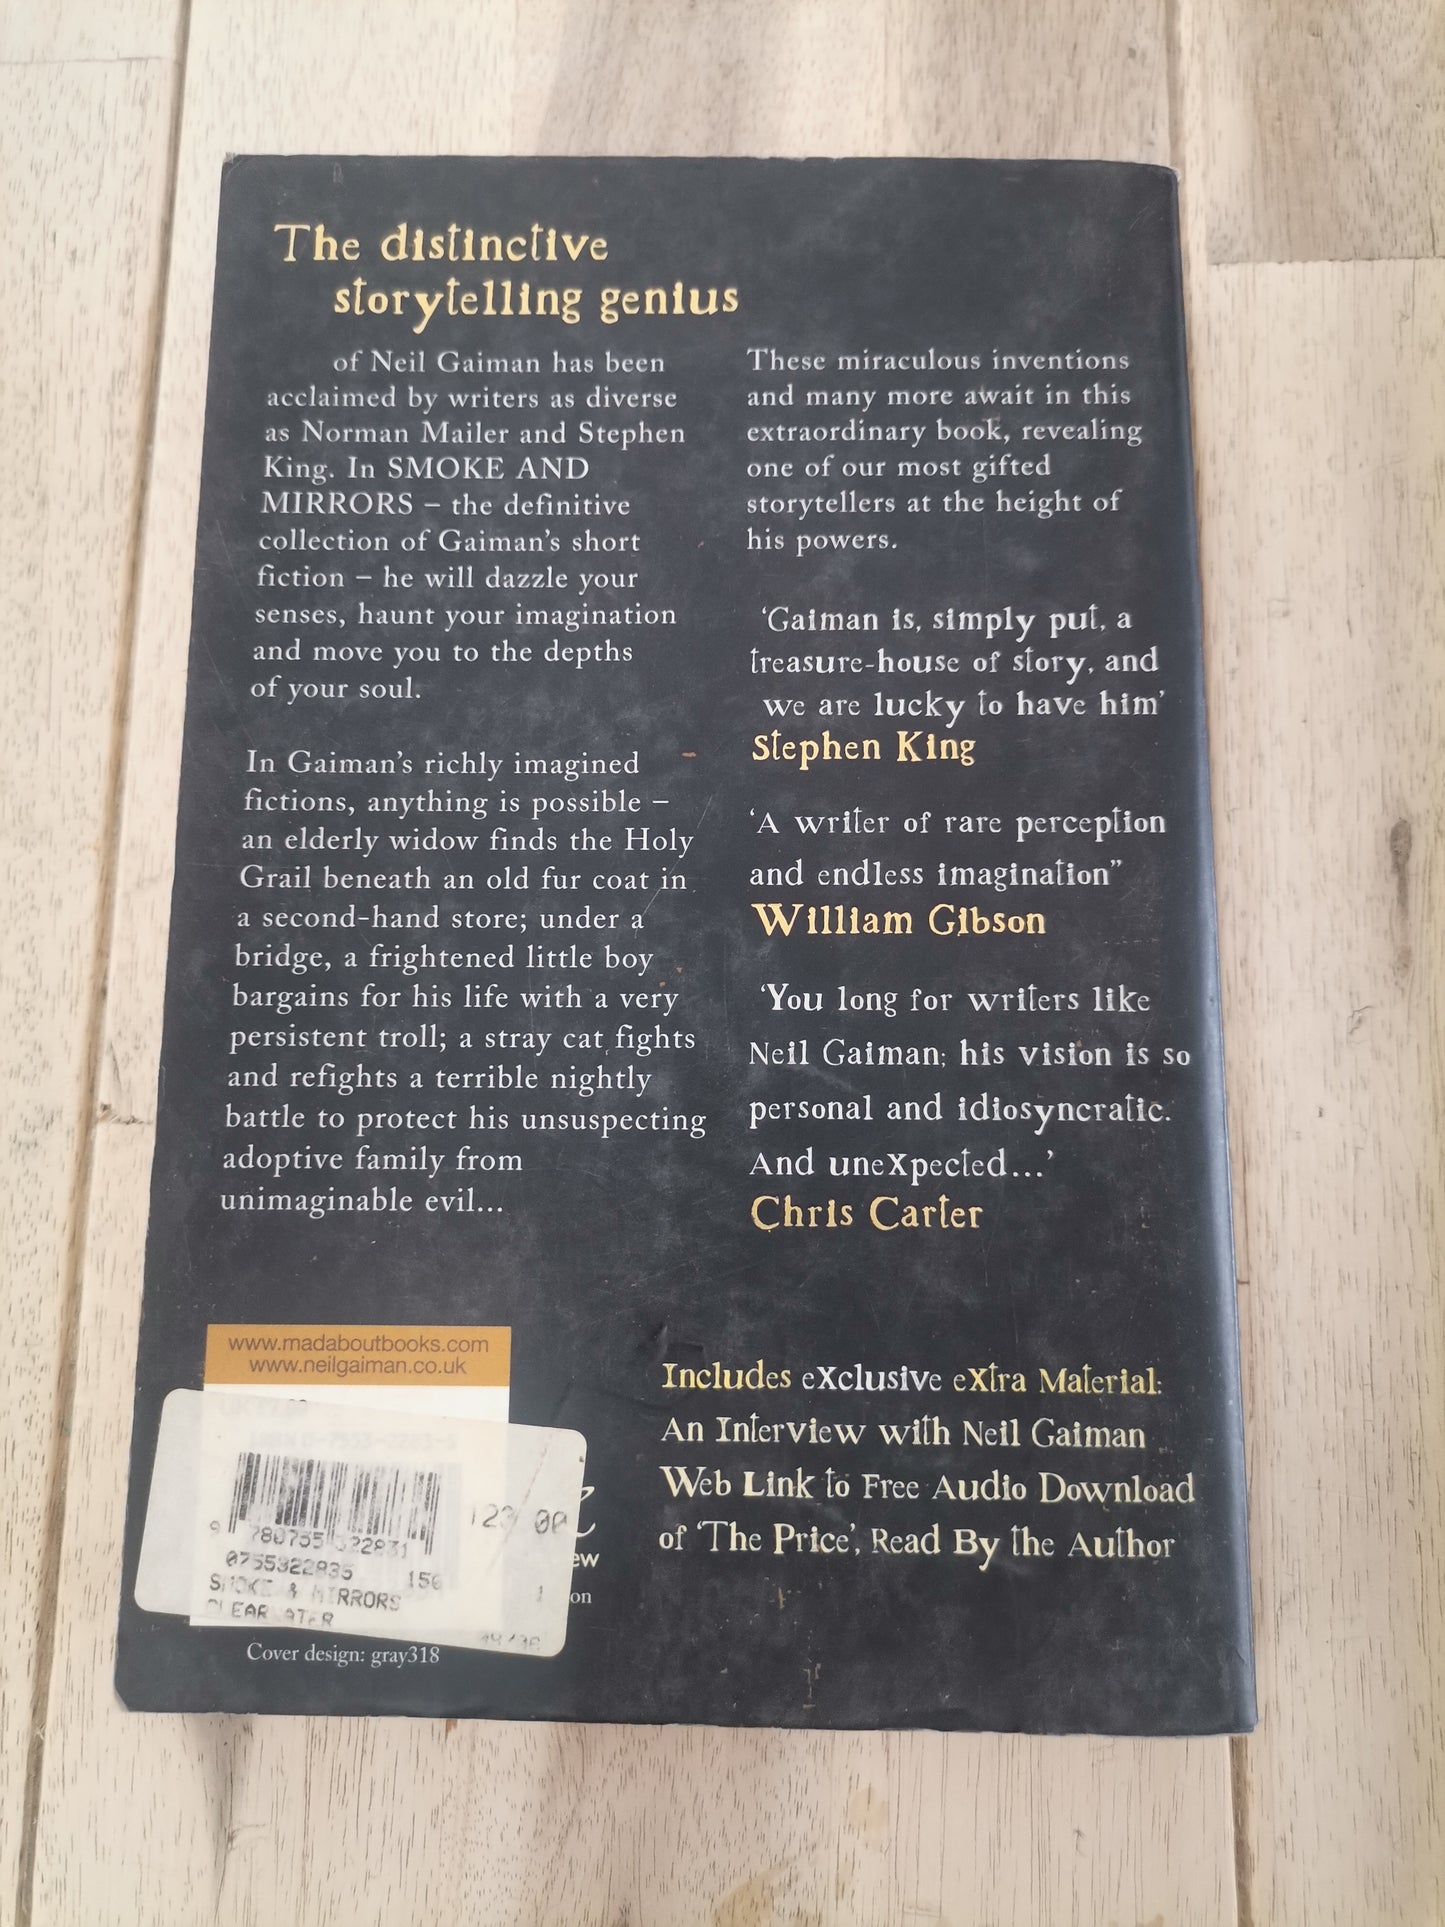 The distinctive
storytelling genius
of Neil Gaiman has been
acclaimed by writers as diverse
as Norman Mailer and Stephen
King. In SMOKE AND
MIRRORS – the definitive
collection of Gaiman's short
fiction – he will dazzle your
senses, haunt your imagination
and move you to the depths
of your soul.
In Gaiman's richly imagined
fictions, anything is possible –
an elderly widow finds the Holy
Grail beneath an old fur coat in
a second-hand store; under a
bridge, a frightened little boy
bargains for his life with a very
persistent troll; a stray cat fights
and refights a terrible nightly
battle to protect his unsuspecting
adoptive family from
unimaginable evil...
These miraculous inventions
and many more await in this
extraordinary book, revealing
one of our most gifted
storytellers at the height of
his powers.
'Gaiman is, simply put, a
treasure-house of story, and
we are lucky to have him'
Stephen King
'A writer of rare perception
and endless imagination"
William Gibson
'You long for writers like
Neil Gaiman; his vision is so
personal and idiosyncratic.
And uneXpected...'
Chris Carter
www.madaboutbooks.com
www.neilgaiman.co.uk
123 00
9 780755 322831
0755322835 156
SMOKE & MIRRORS
CLEARWATER 1
Cover design: gray318
Includes eXclusive eXtra Material:
An Interview with Neil Gaiman
Web Link to Free Audio Download
of 'The Price', Read By the Author